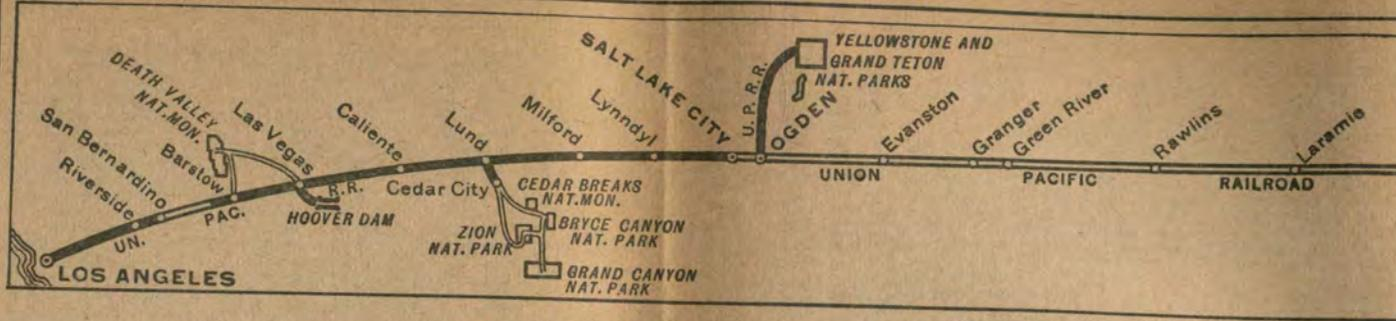 LOS ANGELES
Riverside
San Bernardino
UN.
PAC.
R.R.
Barstow
DEATH VALLEY
NAT. MON.
Las Vegas
HOOVER DAM
Caliente
Lund
Cedar City
CEDAR BREAKS
NAT. MON.
ZION
NAT. PARK
BRYCE CANYON
NAT. PARK
GRAND CANYON
NAT. PARK
Milford
Lynndyl
SALT LAKE CITY
U.P.R.R.
OGDEN
YELLOWSTONE AND
GRAND TETON
NAT. PARKS
Evanston
Granger
Green River
Rawlins
Laramie
UNION
PACIFIC
RAILROAD